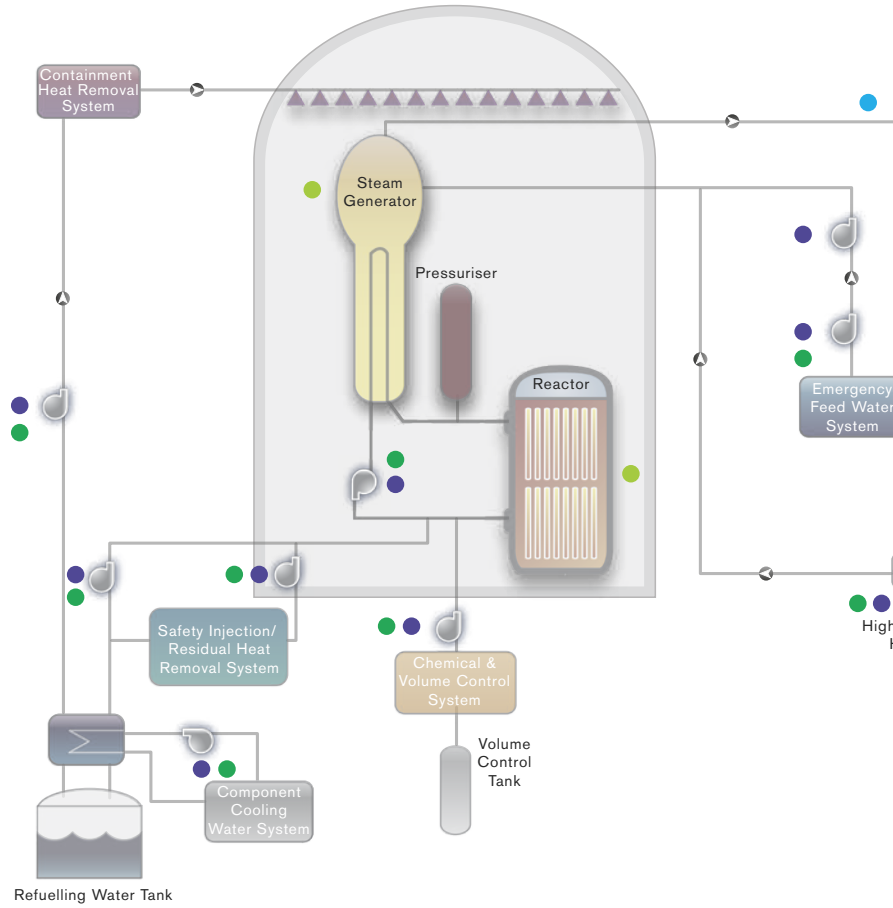 Containment
Heat Removal
System
Steam
Generator
Pressuriser
Reactor
Emergency
Feed Water
System
High
H
Safety Injection/
Residual Heat
Removal System
Chemical &
Volume Control
System
Volume
Control
Tank
Component
Cooling
Water System
Refuelling Water Tank